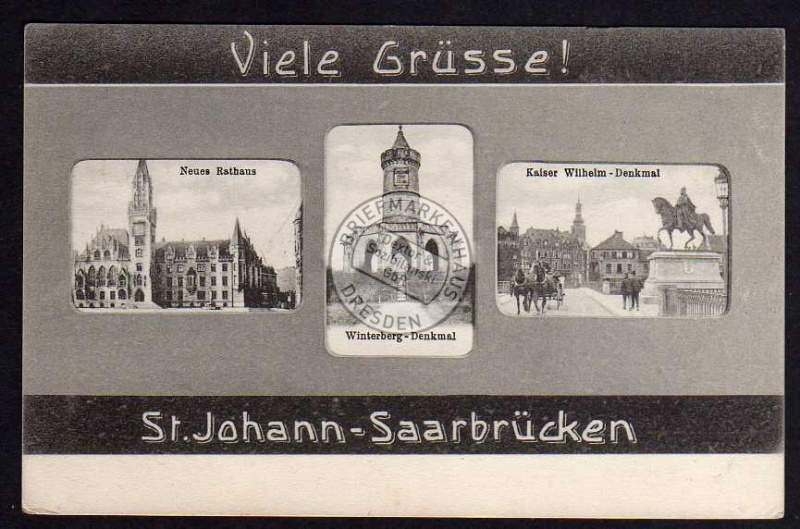 Viele Grüsse!
Neues Rathaus
Winterberg-Denkmal
Kaiser Wilhelm-Denkmal
BRIEFMARKENHAUS
DRESDEN
St. Johann-Saarbrücken